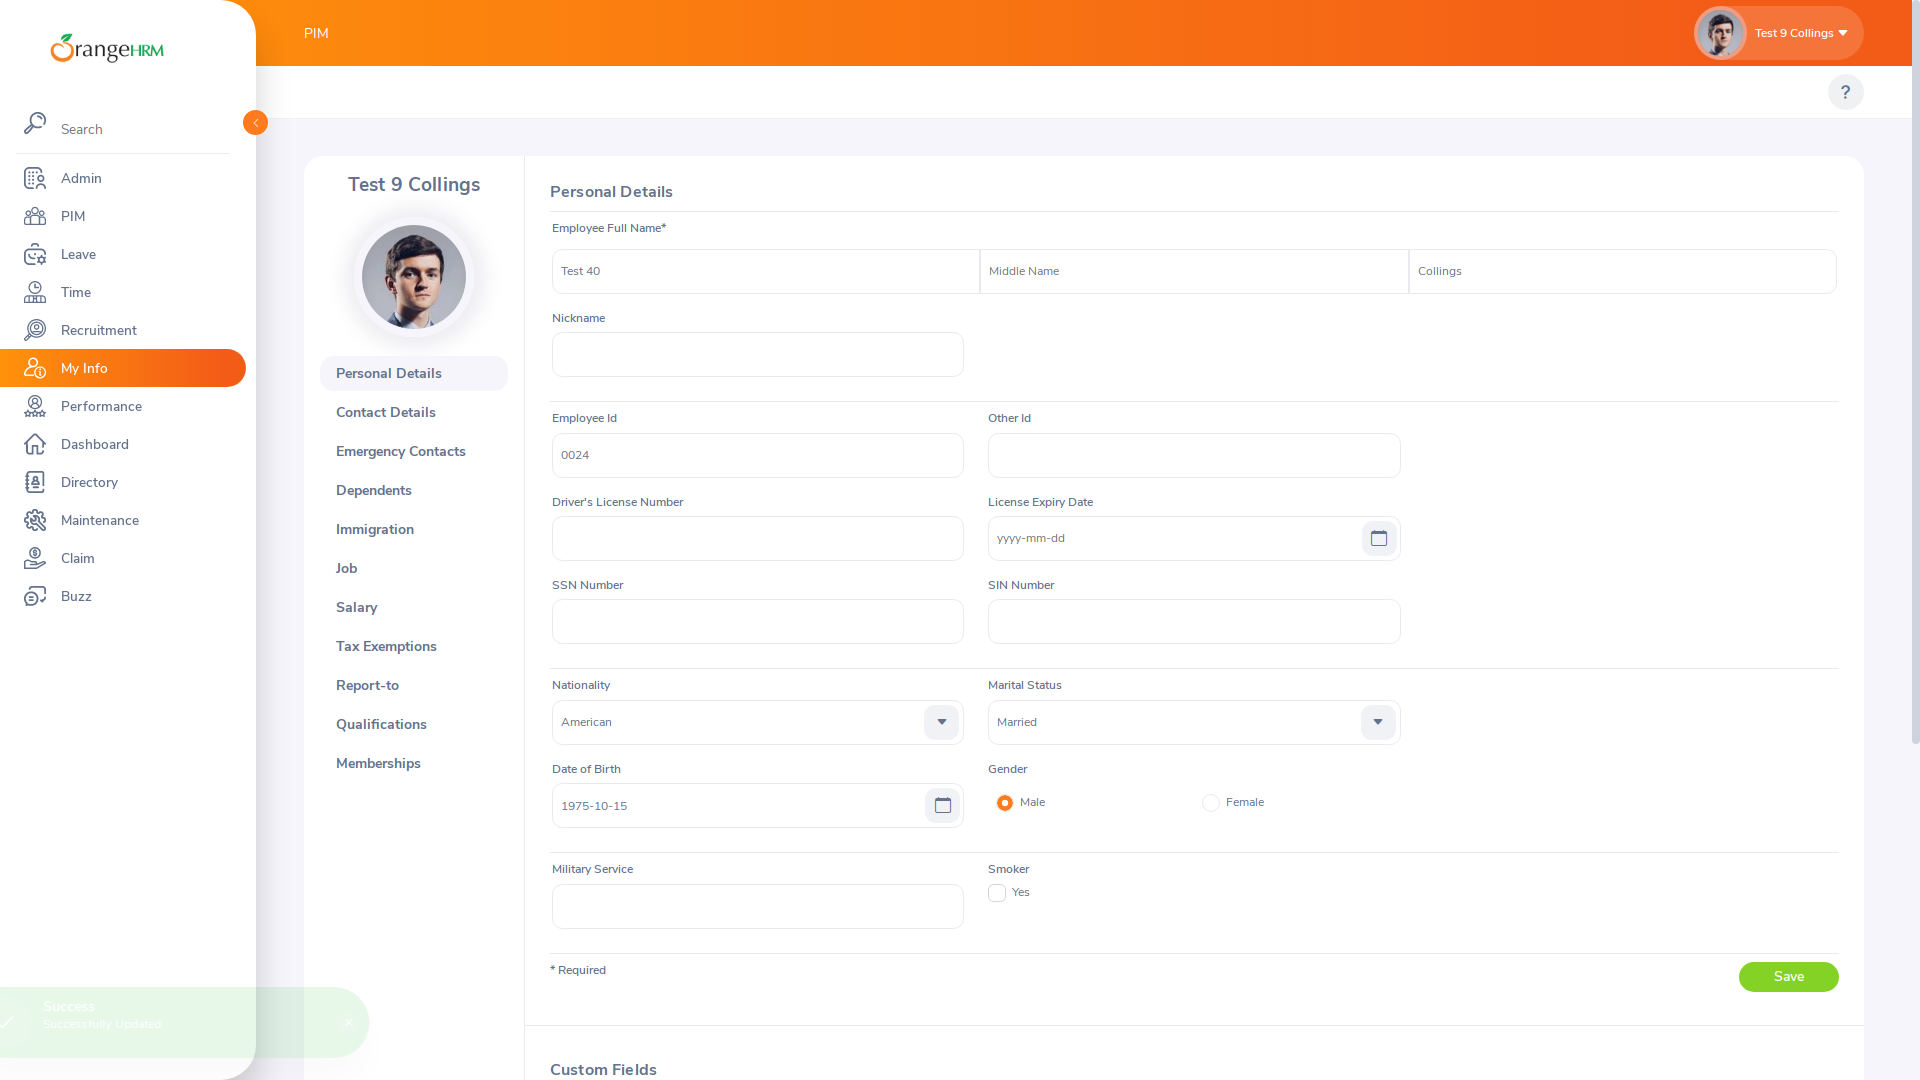 OrangeHRM
PIM
Test 9 Collings
?
Search
Admin
PIM
Leave
Time
Recruitment
My Info
Performance
Dashboard
Directory
Maintenance
Claim
Buzz
Test 9 Collings
Personal Details
Contact Details
Emergency Contacts
Dependents
Immigration
Job
Salary
Tax Exemptions
Report-to
Qualifications
Memberships
Personal Details
Employee Full Name*
Test 40 Middle Name Collings
Nickname
Employee Id Other Id
0024
Driver's License Number License Expiry Date
yyyy-mm-dd
SSN Number SIN Number
Nationality Marital Status
American Married
Date of Birth Gender
1975-10-15 Male Female
Military Service Smoker
Yes
* Required
Save
Custom Fields
Success
Successfully Updated